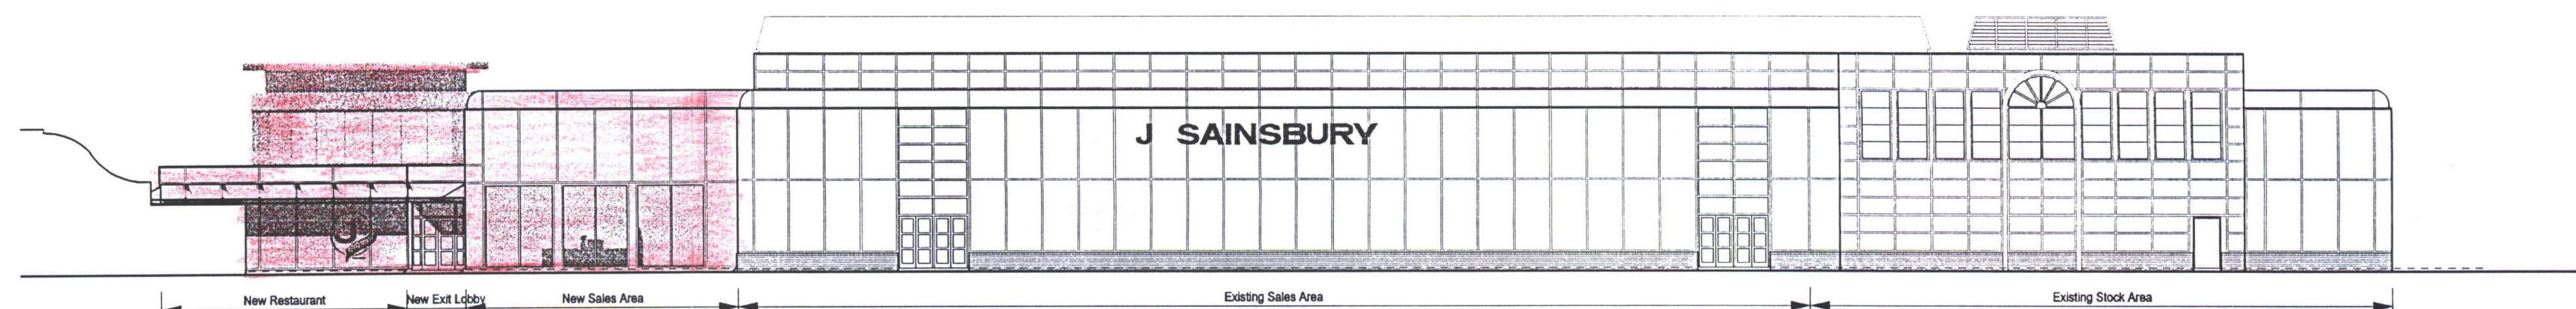 J SAINSBURY
J
New Restaurant
New Exit Lobby
New Sales Area
Existing Sales Area
Existing Stock Area